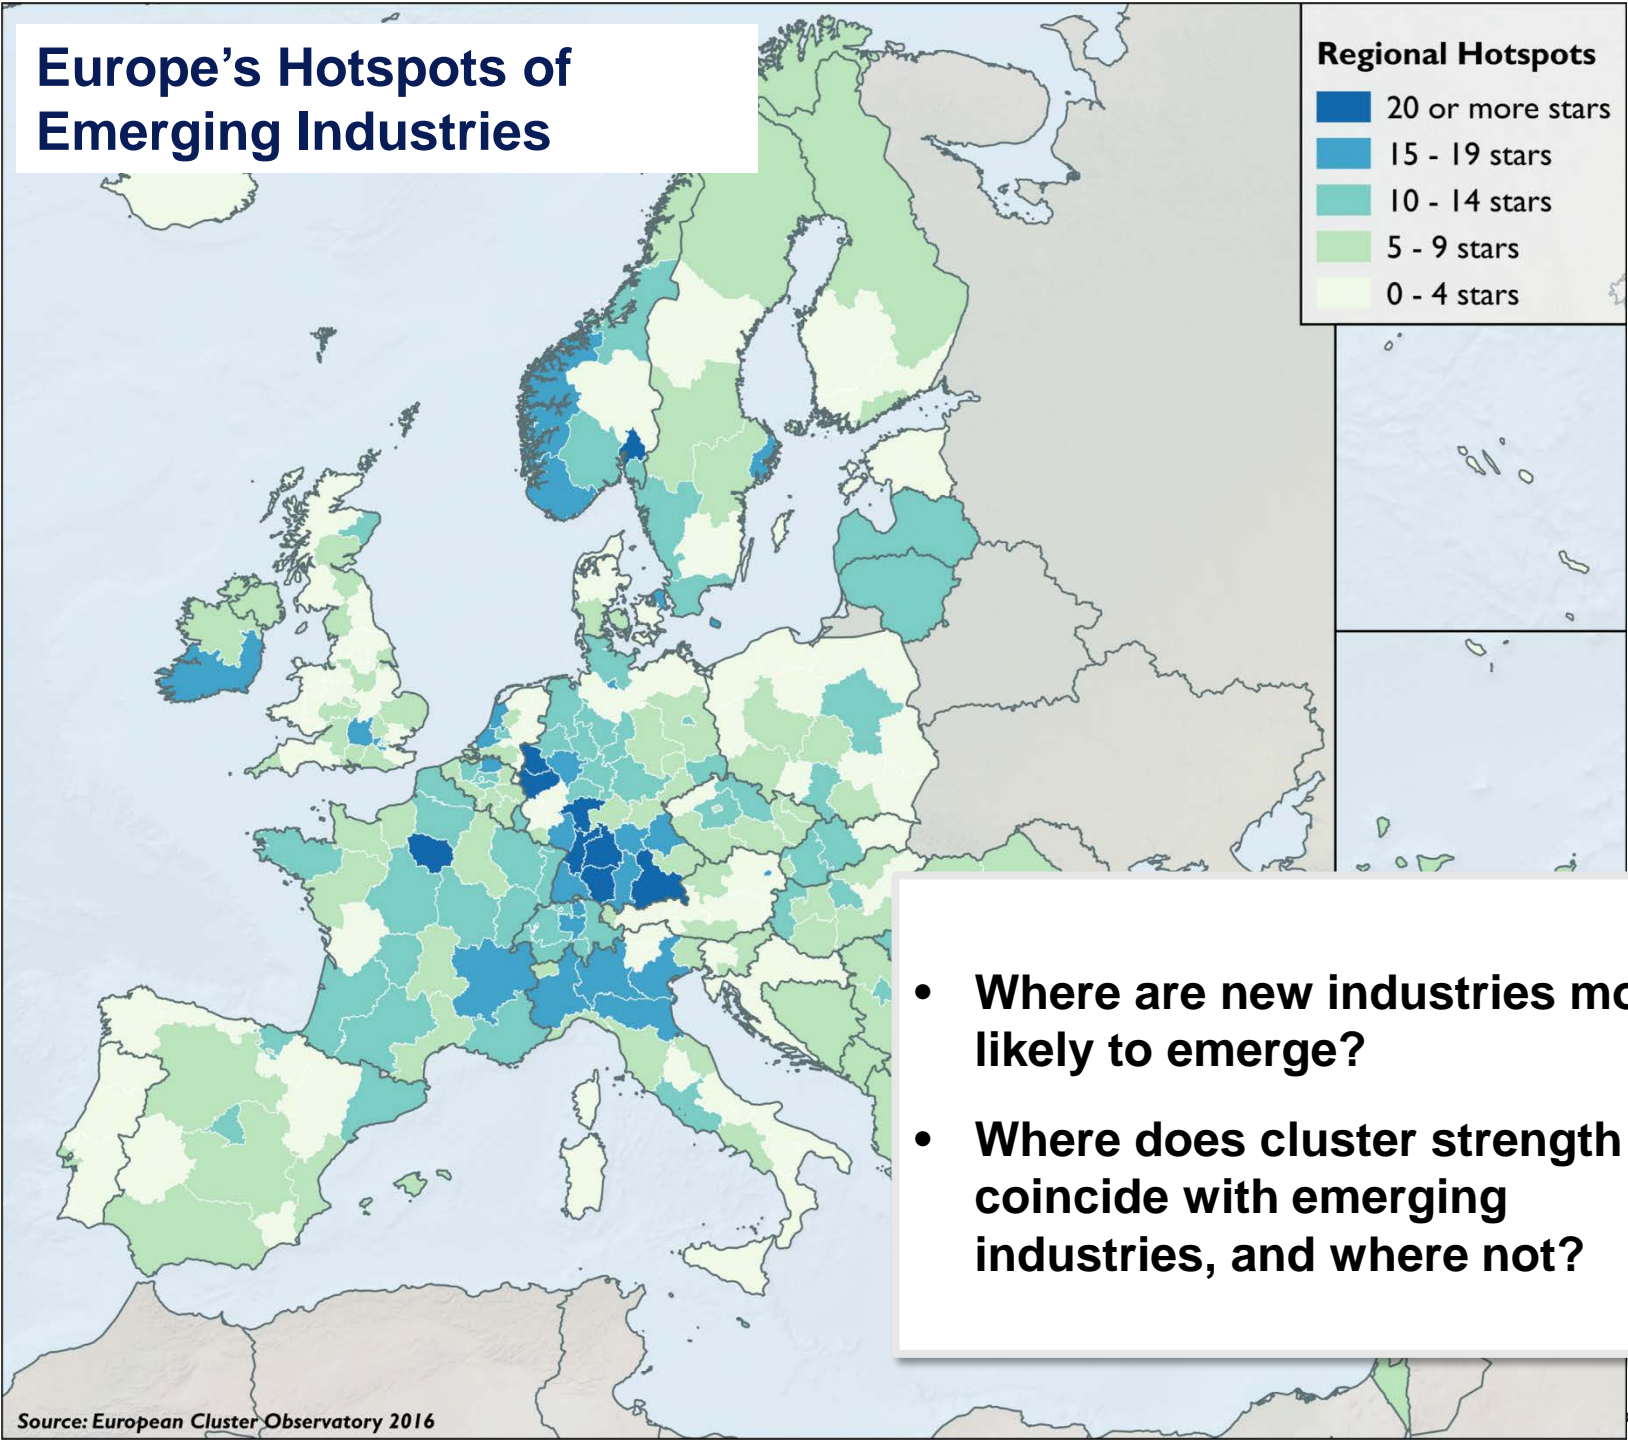 Europe’s Hotspots of
Emerging Industries
Regional Hotspots
20 or more stars
15 - 19 stars
10 - 14 stars
5 - 9 stars
0 - 4 stars
• Where are new industries
likely to emerge?
• Where does cluster strength
coincide with emerging
industries, and where not?
Source: European Cluster Observatory 2016